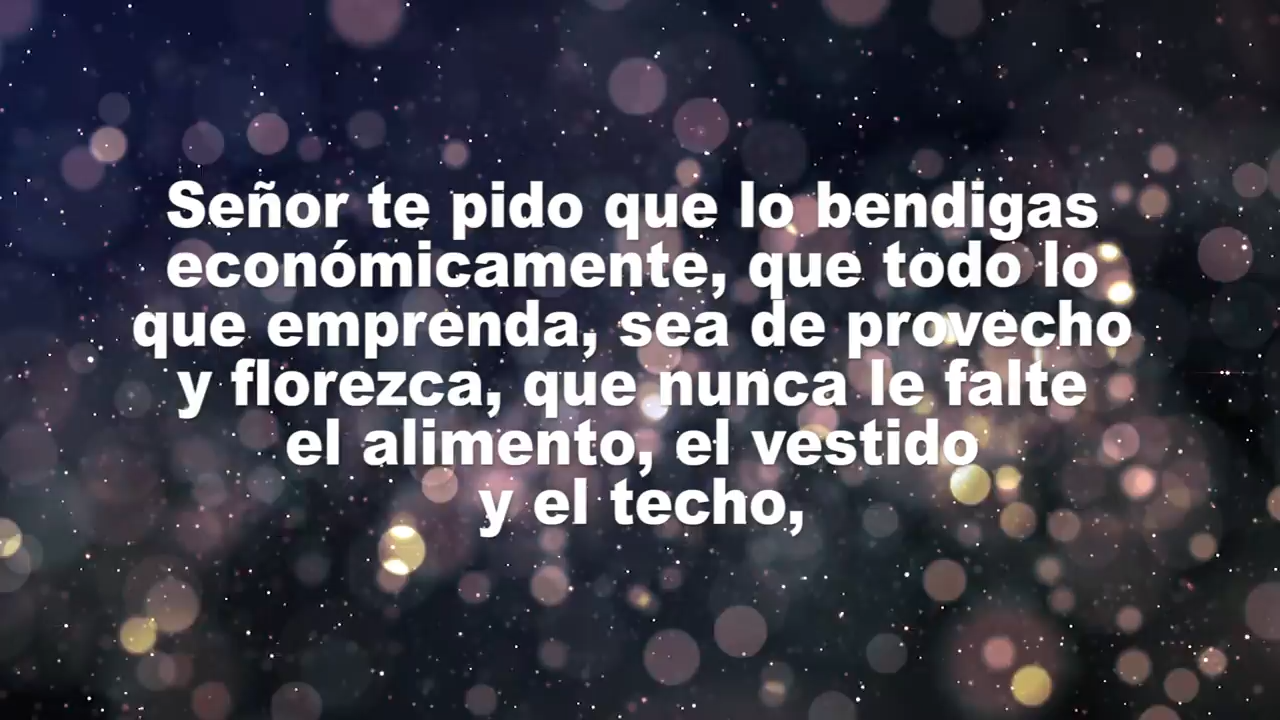 Señor te pido que lo bendigas
económicamente, que todo lo
que emprenda, sea de provecho
y florezca, que nunca le falte
el alimento, el vestido
y el techo,